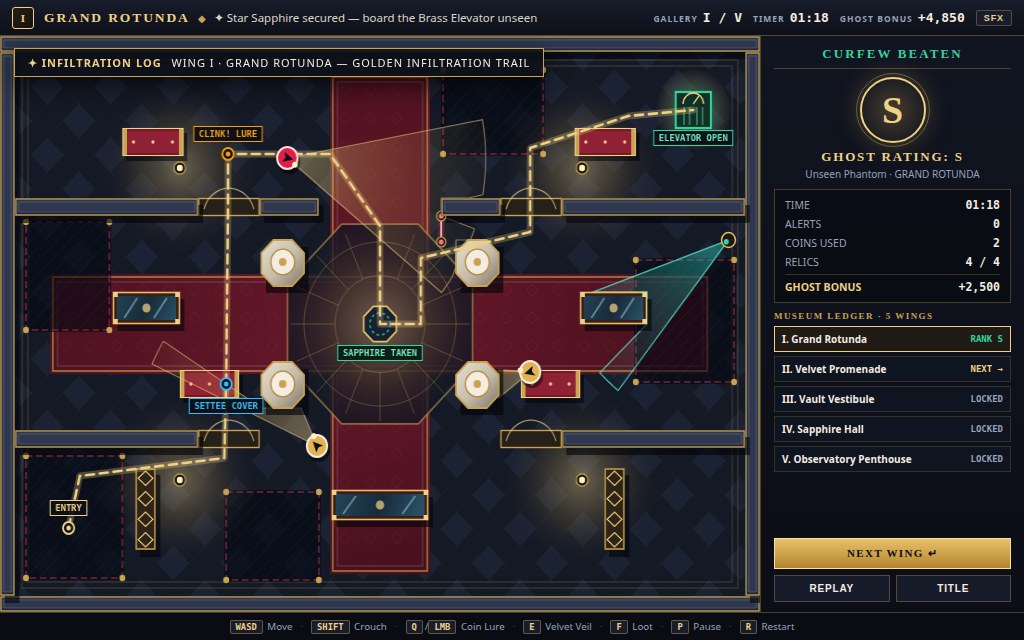 I GRAND ROTUNDA ◆ ✦ Star Sapphire secured — board the Brass Elevator unseen GALLERY I / V TIMER 01:18 GHOST BONUS +4,850 SFX
✦ INFILTRATION LOG WING I · GRAND ROTUNDA — GOLDEN INFILTRATION TRAIL
CLINK! LURE
ELEVATOR OPEN
SAPPHIRE TAKEN
SETTEE COVER
ENTRY
CURFEW BEATEN
S
GHOST RATING: S
Unseen Phantom · GRAND ROTUNDA
TIME 01:18
ALERTS 0
COINS USED 2
RELICS 4 / 4
GHOST BONUS +2,500
MUSEUM LEDGER · 5 WINGS
I. Grand Rotunda RANK S
II. Velvet Promenade NEXT →
III. Vault Vestibule LOCKED
IV. Sapphire Hall LOCKED
V. Observatory Penthouse LOCKED
NEXT WING ↵
REPLAY TITLE
WASD Move · SHIFT Crouch · Q / LMB Coin Lure · E Velvet Veil · F Loot · P Pause · R Restart